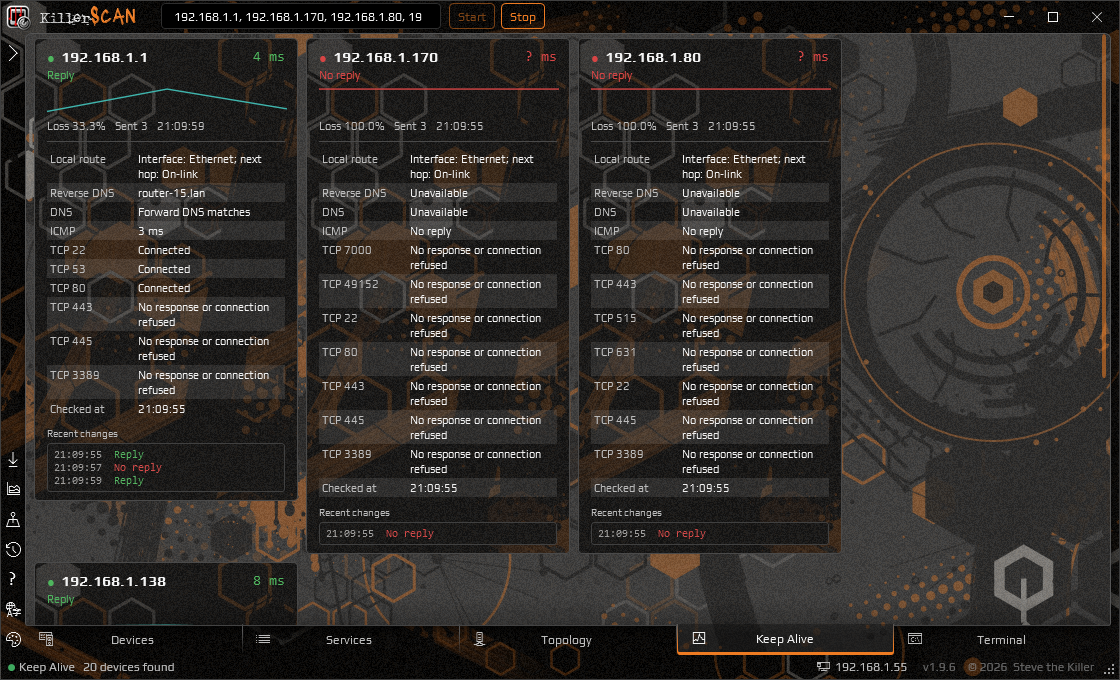 KillerSCAN
192.168.1.1, 192.168.1.170, 192.168.1.80, 19
Start
Stop
192.168.1.1
4 ms
Reply
Loss 33.3% Sent 3 21:09:59
Local route Interface: Ethernet; next
hop: On-link
Reverse DNS router-15.lan
DNS Forward DNS matches
ICMP 3 ms
TCP 22 Connected
TCP 53 Connected
TCP 80 Connected
TCP 443 No response or connection
refused
TCP 445 No response or connection
refused
TCP 3389 No response or connection
refused
Checked at 21:09:55
Recent changes
21:09:55 Reply
21:09:57 No reply
21:09:59 Reply
192.168.1.170
? ms
No reply
Loss 100.0% Sent 3 21:09:55
Local route Interface: Ethernet; next
hop: On-link
Reverse DNS Unavailable
DNS Unavailable
ICMP No reply
TCP 7000 No response or connection
refused
TCP 49152 No response or connection
refused
TCP 22 No response or connection
refused
TCP 80 No response or connection
refused
TCP 443 No response or connection
refused
TCP 445 No response or connection
refused
TCP 3389 No response or connection
refused
Checked at 21:09:55
Recent changes
21:09:55 No reply
192.168.1.80
? ms
No reply
Loss 100.0% Sent 3 21:09:55
Local route Interface: Ethernet; next
hop: On-link
Reverse DNS Unavailable
DNS Unavailable
ICMP No reply
TCP 80 No response or connection
refused
TCP 443 No response or connection
refused
TCP 515 No response or connection
refused
TCP 631 No response or connection
refused
TCP 22 No response or connection
refused
TCP 445 No response or connection
refused
TCP 3389 No response or connection
refused
Checked at 21:09:55
Recent changes
21:09:55 No reply
192.168.1.138
8 ms
Reply
Devices
Services
Topology
Keep Alive
Terminal
Keep Alive 20 devices found
192.168.1.55 v1.9.6 © 2026 Steve the Killer